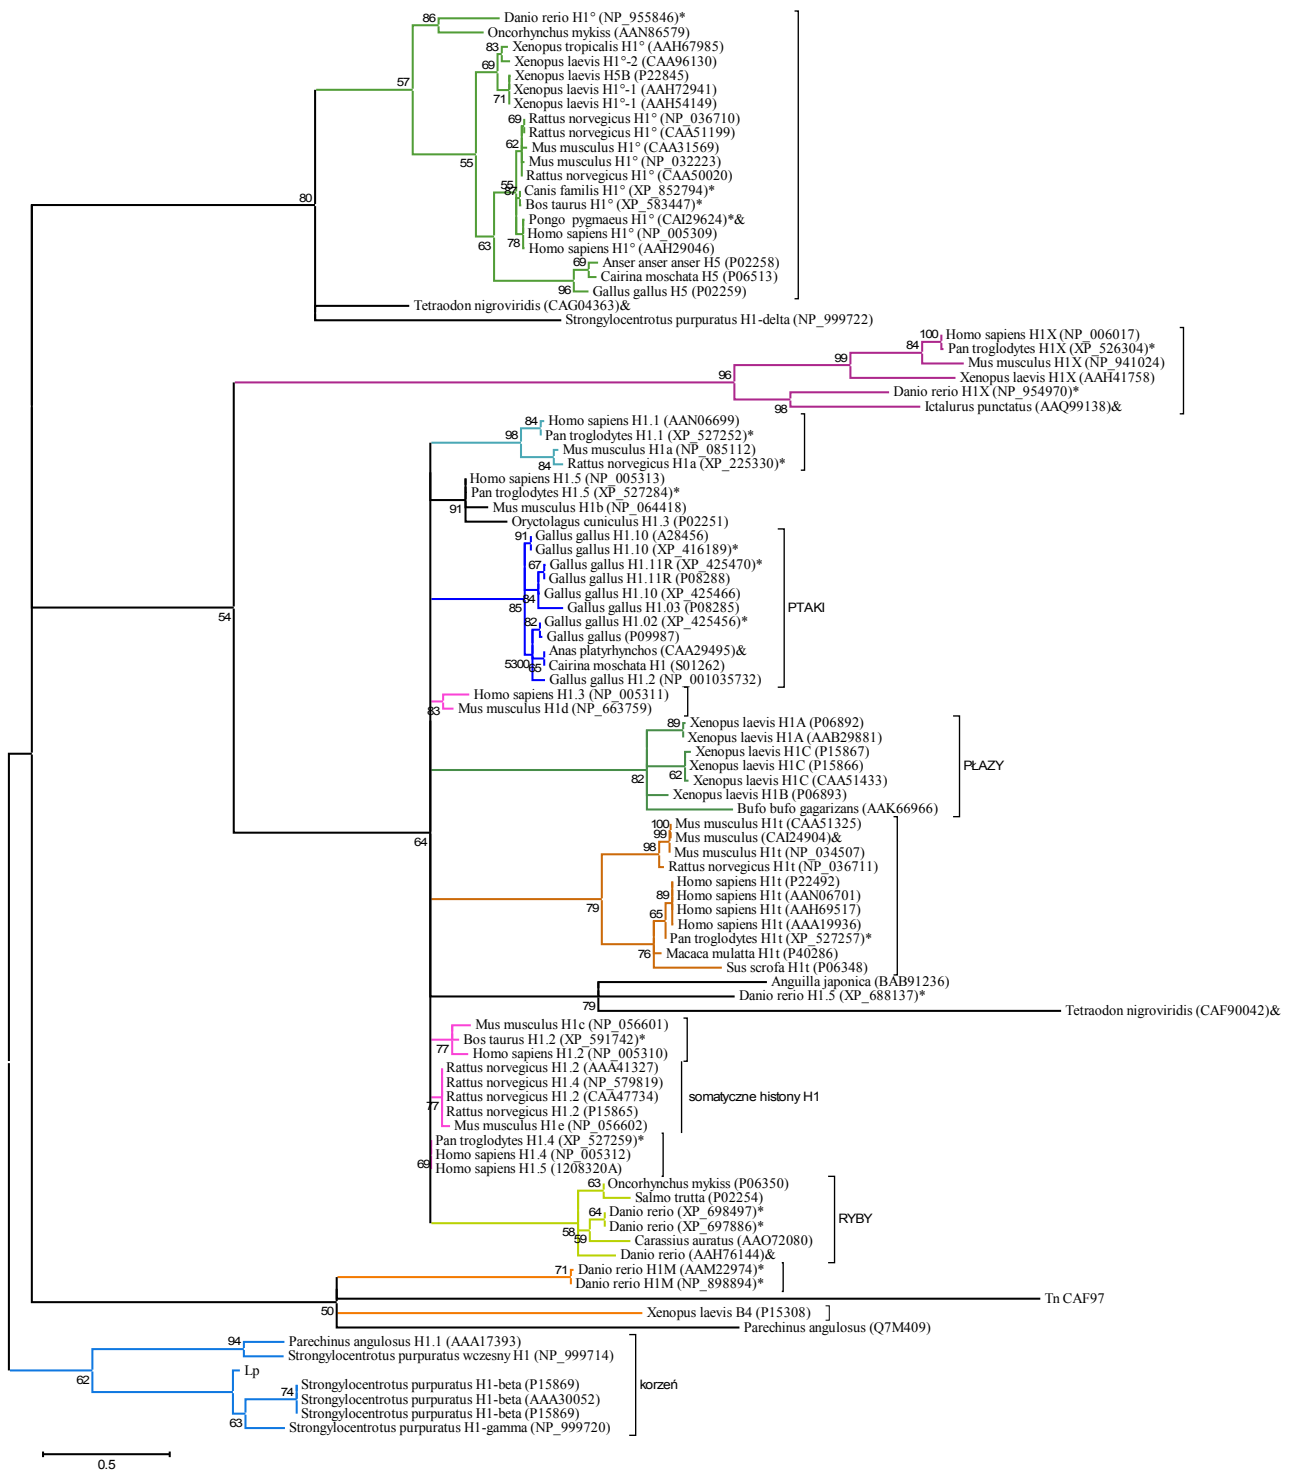 86
Danio rerio H1° (NP_955846)*
Oncorhynchus mykiss (AAN86579)
83
Xenopus tropicalis H1° (AAH67985)
Xenopus laevis H1°-2 (CAA96130)
69
Xenopus laevis H5B (P22845)
57
Xenopus laevis H1°-1 (AAH72941)
71
Xenopus laevis H1°-1 (AAH54149)
69
Rattus norvegicus H1° (NP_036710)
Rattus norvegicus H1° (CAA51199)
62
Mus musculus H1° (CAA31569)
55
Mus musculus H1° (NP_032223)
Rattus norvegicus H1° (CAA50020)
55
87
Canis familis H1° (XP_852794)*
80
Bos taurus H1° (XP_583447)*
Pongo pygmaeus H1° (CAI29624)*&
Homo sapiens H1° (NP_005309)
63
78
Homo sapiens H1° (AAH29046)
69
Anser anser anser H5 (P02258)
Cairina moschata H5 (P06513)
96
Gallus gallus H5 (P02259)
Tetraodon nigroviridis (CAG04363)&
Strongylocentrotus purpuratus H1-delta (NP_999722)
100
Homo sapiens H1X (NP_006017)
84
Pan troglodytes H1X (XP_526304)*
99
Mus musculus H1X (NP_941024)
96
Xenopus laevis H1X (AAH41758)
Danio rerio H1X (NP_954970)*
98
Ictalurus punctatus (AAQ99138)&
84
Homo sapiens H1.1 (AAN06699)
98
Pan troglodytes H1.1 (XP_527252)*
Mus musculus H1a (NP_085112)
84
Rattus norvegicus H1a (XP_225330)*
Homo sapiens H1.5 (NP_005313)
Pan troglodytes H1.5 (XP_527284)*
91
Mus musculus H1b (NP_064418)
Oryctolagus cuniculus H1.3 (P02251)
91
Gallus gallus H1.10 (A28456)
Gallus gallus H1.10 (XP_416189)*
67
Gallus gallus H1.11R (XP_425470)*
Gallus gallus H1.11R (P08288)
84
Gallus gallus H1.10 (XP_425466)
85
Gallus gallus H1.03 (P08285)
PTAKI
54
82
Gallus gallus H1.02 (XP_425456)*
Gallus gallus (P09987)
Anas platyrhynchos (CAA29495)&
5300
65
Cairina moschata H1 (S01262)
Gallus gallus H1.2 (NP_001035732)
Homo sapiens H1.3 (NP_005311)
83
Mus musculus H1d (NP_663759)
89
Xenopus laevis H1A (P06892)
Xenopus laevis H1A (AAB29881)
Xenopus laevis H1C (P15867)
Xenopus laevis H1C (P15866)
PŁAZY
82
62
Xenopus laevis H1C (CAA51433)
Xenopus laevis H1B (P06893)
Bufo bufo gagarizans (AAK66966)
100
Mus musculus H1t (CAA51325)
99
Mus musculus (CAI24904)&
64
98
Mus musculus H1t (NP_034507)
Rattus norvegicus H1t (NP_036711)
Homo sapiens H1t (P22492)
89
Homo sapiens H1t (AAN06701)
79
65
Homo sapiens H1t (AAH69517)
Homo sapiens H1t (AAA19936)
Pan troglodytes H1t (XP_527257)*
76
Macaca mulatta H1t (P40286)
Sus scrofa H1t (P06348)
Anguilla japonica (BAB91236)
Danio rerio H1.5 (XP_688137)*
79
Tetraodon nigroviridis (CAF90042)&
Mus musculus H1c (NP_056601)
Bos taurus H1.2 (XP_591742)*
77
Homo sapiens H1.2 (NP_005310)
Rattus norvegicus H1.2 (AAA41327)
Rattus norvegicus H1.4 (NP_579819)
Rattus norvegicus H1.2 (CAA47734)
somatyczne histony H1
77
Rattus norvegicus H1.2 (P15865)
Mus musculus H1e (NP_056602)
Pan troglodytes H1.4 (XP_527259)*
Homo sapiens H1.4 (NP_005312)
69
Homo sapiens H1.5 (1208320A)
63
Oncorhynchus mykiss (P06350)
Salmo trutta (P02254)
64
Danio rerio (XP_698497)*
RYBY
58
Danio rerio (XP_697886)*
59
Carassius auratus (AAO72080)
Danio rerio (AAH76144)&
71
Danio rerio H1M (AAM22974)*
Danio rerio H1M (NP_898894)*
Tn CAF97
50
Xenopus laevis B4 (P15308)
Parechinus angulosus (Q7M409)
94
Parechinus angulosus H1.1 (AAA17393)
Strongylocentrotus purpuratus wczesny H1 (NP_999714)
62
Lp
74
Strongylocentrotus purpuratus H1-beta (P15869)
korzeń
Strongylocentrotus purpuratus H1-beta (AAA30052)
Strongylocentrotus purpuratus H1-beta (P15869)
63
Strongylocentrotus purpuratus H1-gamma (NP_999720)
0.5